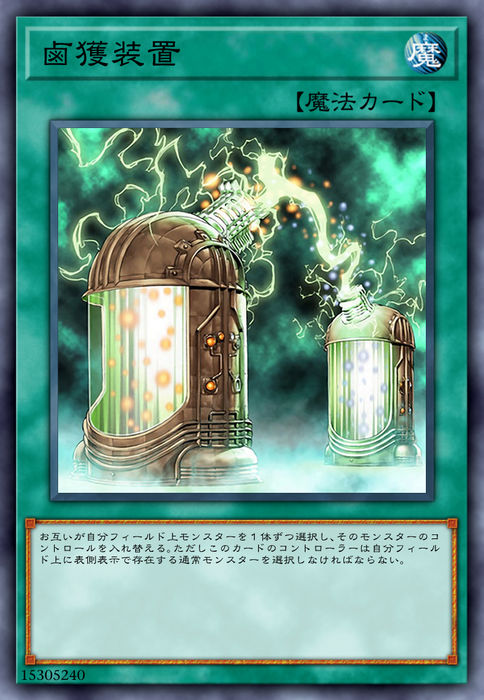 鹵獲装置
魔
【魔法カード】
お互いが自分フィールド上モンスターを1体ずつ選択し、そのモンスターのコ
ントロールを入れ替える。ただしこのカードのコントローラーは自分フィール
ド上に表側表示で存在する通常モンスターを選択しなければならない。
15305240